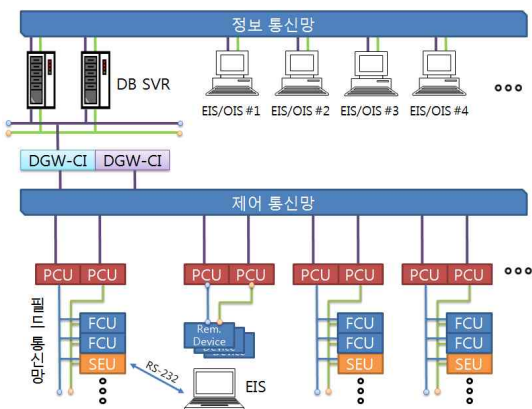 정보 통신망
DB SVR
EIS/OIS #1
EIS/OIS #2
EIS/OIS #3
EIS/OIS #4
DGW-CI
DGW-CI
제어 통신망
PCU
PCU
PCU
PCU
PCU
PCU
PCU
PCU
필드 통신망
FCU
FCU
SEU
Rem.
Device
Device
Device
RS-232
EIS
FCU
FCU
SEU
FCU
FCU
SEU